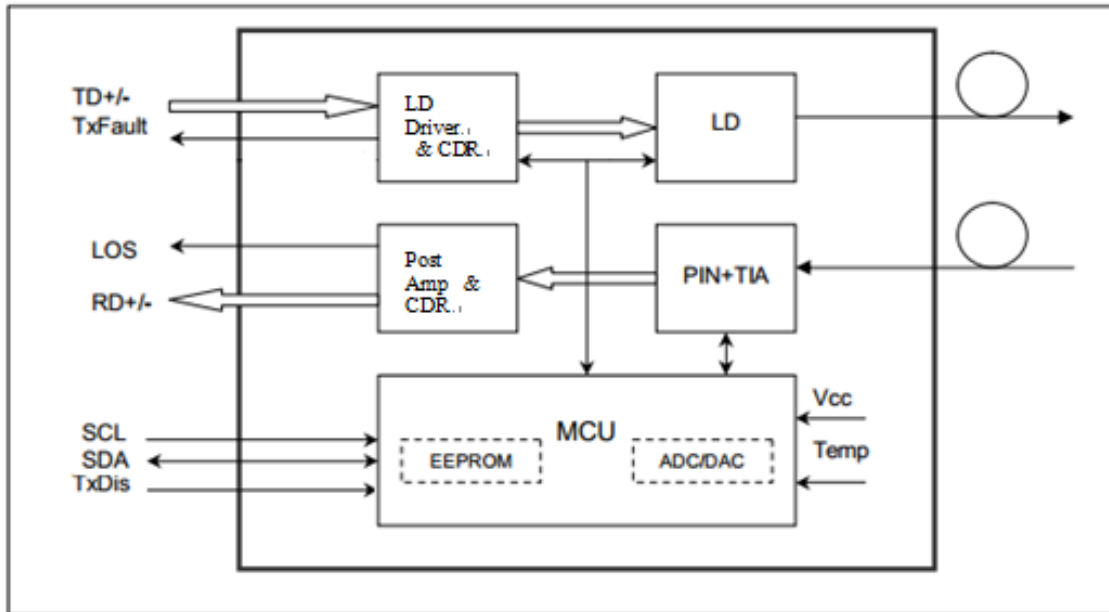 TD+/-
TxFault
LD
Driver.
& CDR.
LD
LOS
RD+/-
Post
Amp &
CDR.
PIN+TIA
Vcc
MCU
SCL
SDA
TxDis
EEPROM
ADC/DAC
Temp